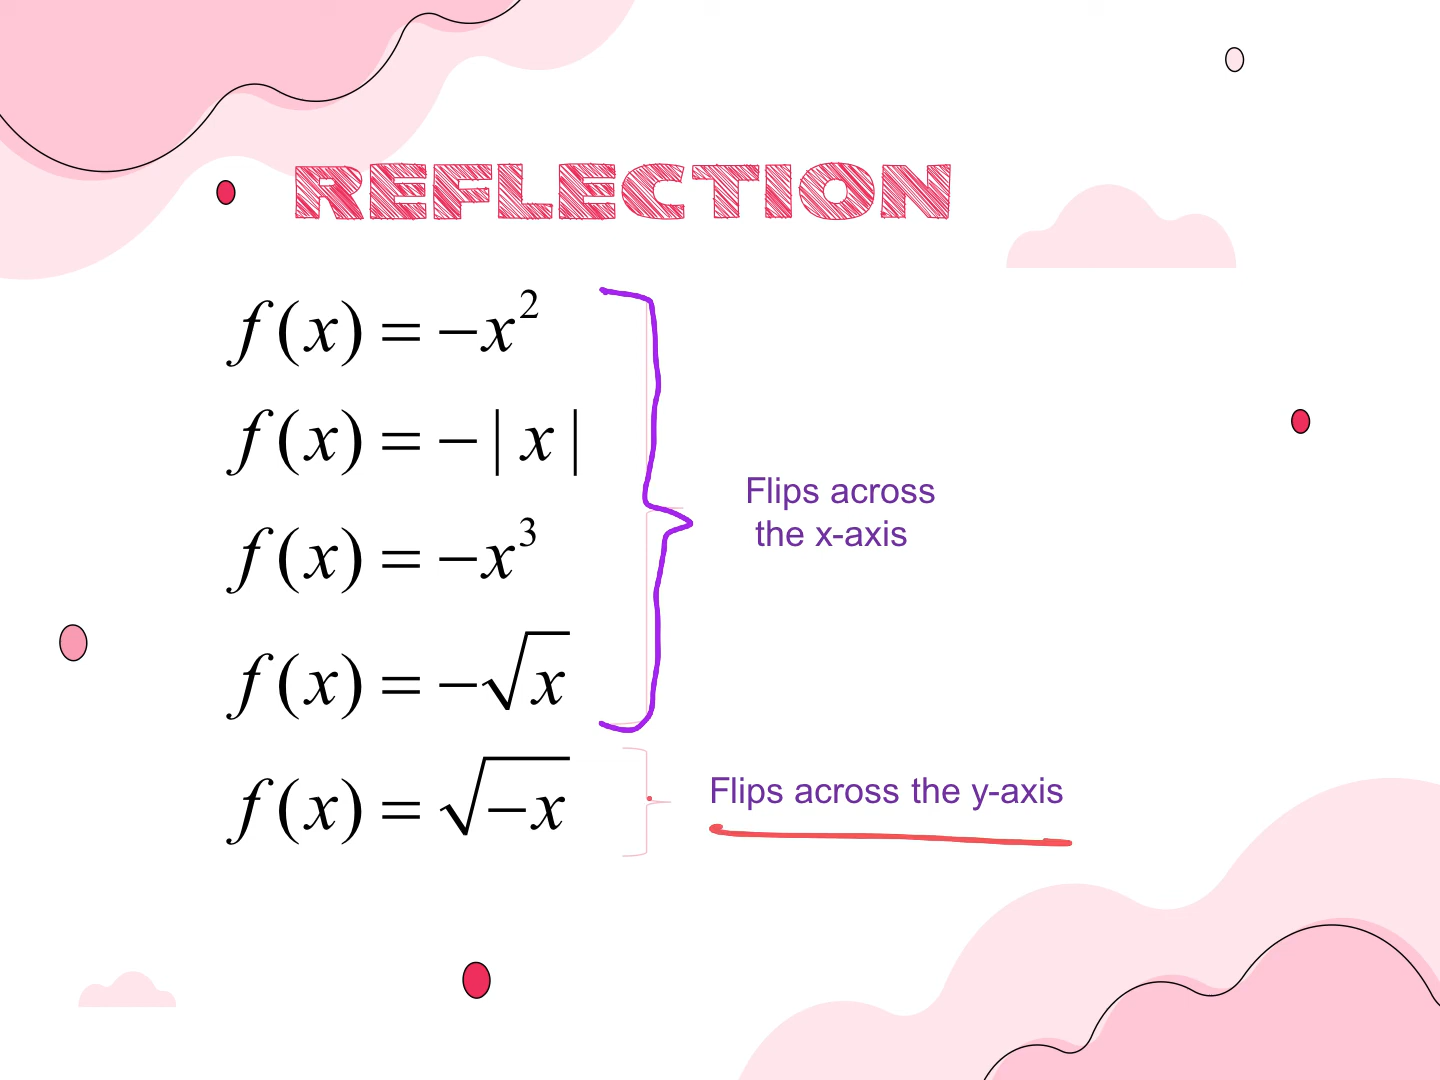 REFLECTION
f(x) = −x²
f(x) = −| x |
f(x) = −x³
f(x) = −√x
f(x) = √−x
Flips across
the x-axis
Flips across the y-axis